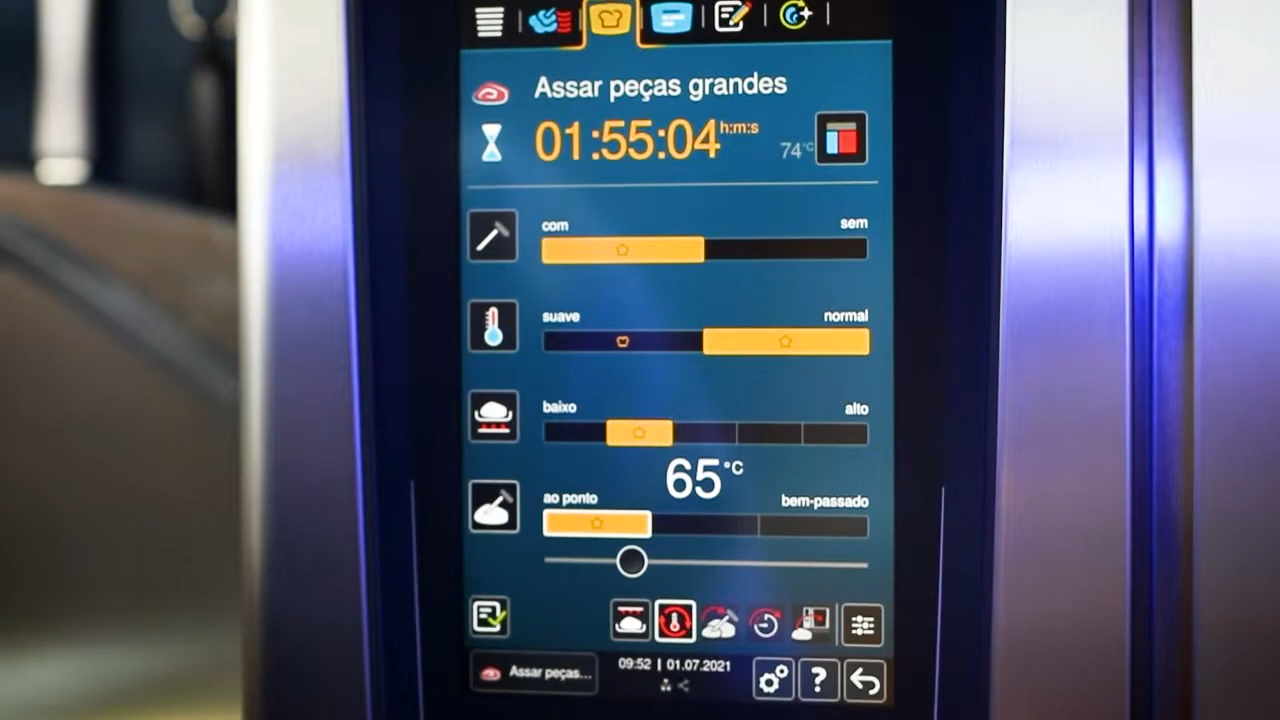 Assar peças grandes
01:55:04 h:m:s
74°C
com sem
suave normal
baixo alto
65°C
ao ponto bem-passado
Assar peças...
09:52 | 01.07.2021
?